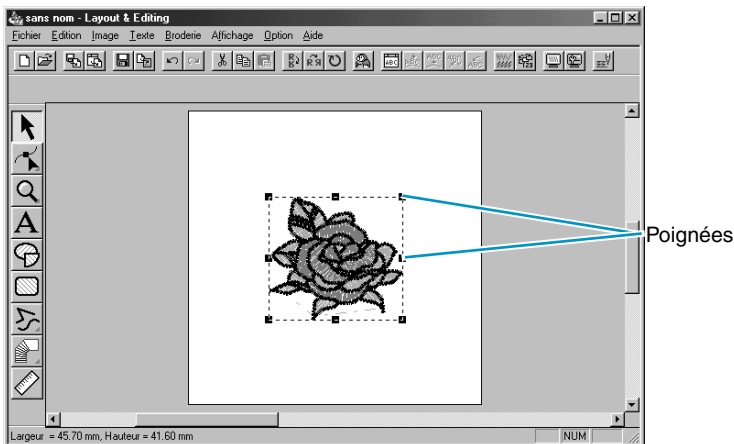 sans nom - Layout & Editing
Fichier Edition Image Texte Broderie Affichage Option Aide
ABC
A
Poignées
Largeur = 45.70 mm, Hauteur = 41.60 mm
NUM